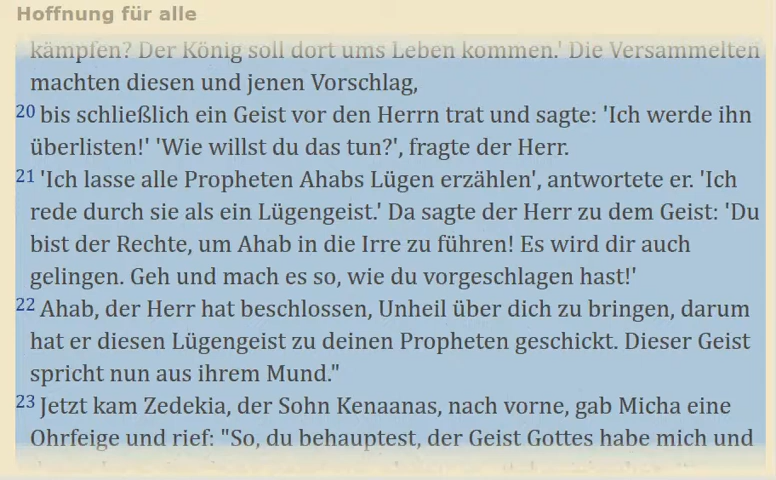 Hoffnung für alle
kämpfen? Der König soll dort ums Leben kommen.' Die Versammelten
machten diesen und jenen Vorschlag,
20 bis schließlich ein Geist vor den Herrn trat und sagte: 'Ich werde ihn
überlisten!' 'Wie willst du das tun?', fragte der Herr.
21 'Ich lasse alle Propheten Ahabs Lügen erzählen', antwortete er. 'Ich
rede durch sie als ein Lügengeist.' Da sagte der Herr zu dem Geist: 'Du
bist der Rechte, um Ahab in die Irre zu führen! Es wird dir auch
gelingen. Geh und mach es so, wie du vorgeschlagen hast!'
22 Ahab, der Herr hat beschlossen, Unheil über dich zu bringen, darum
hat er diesen Lügengeist zu deinen Propheten geschickt. Dieser Geist
spricht nun aus ihrem Mund."
23 Jetzt kam Zedekia, der Sohn Kenaanas, nach vorne, gab Micha eine
Ohrfeige und rief: "So, du behauptest, der Geist Gottes habe mich und